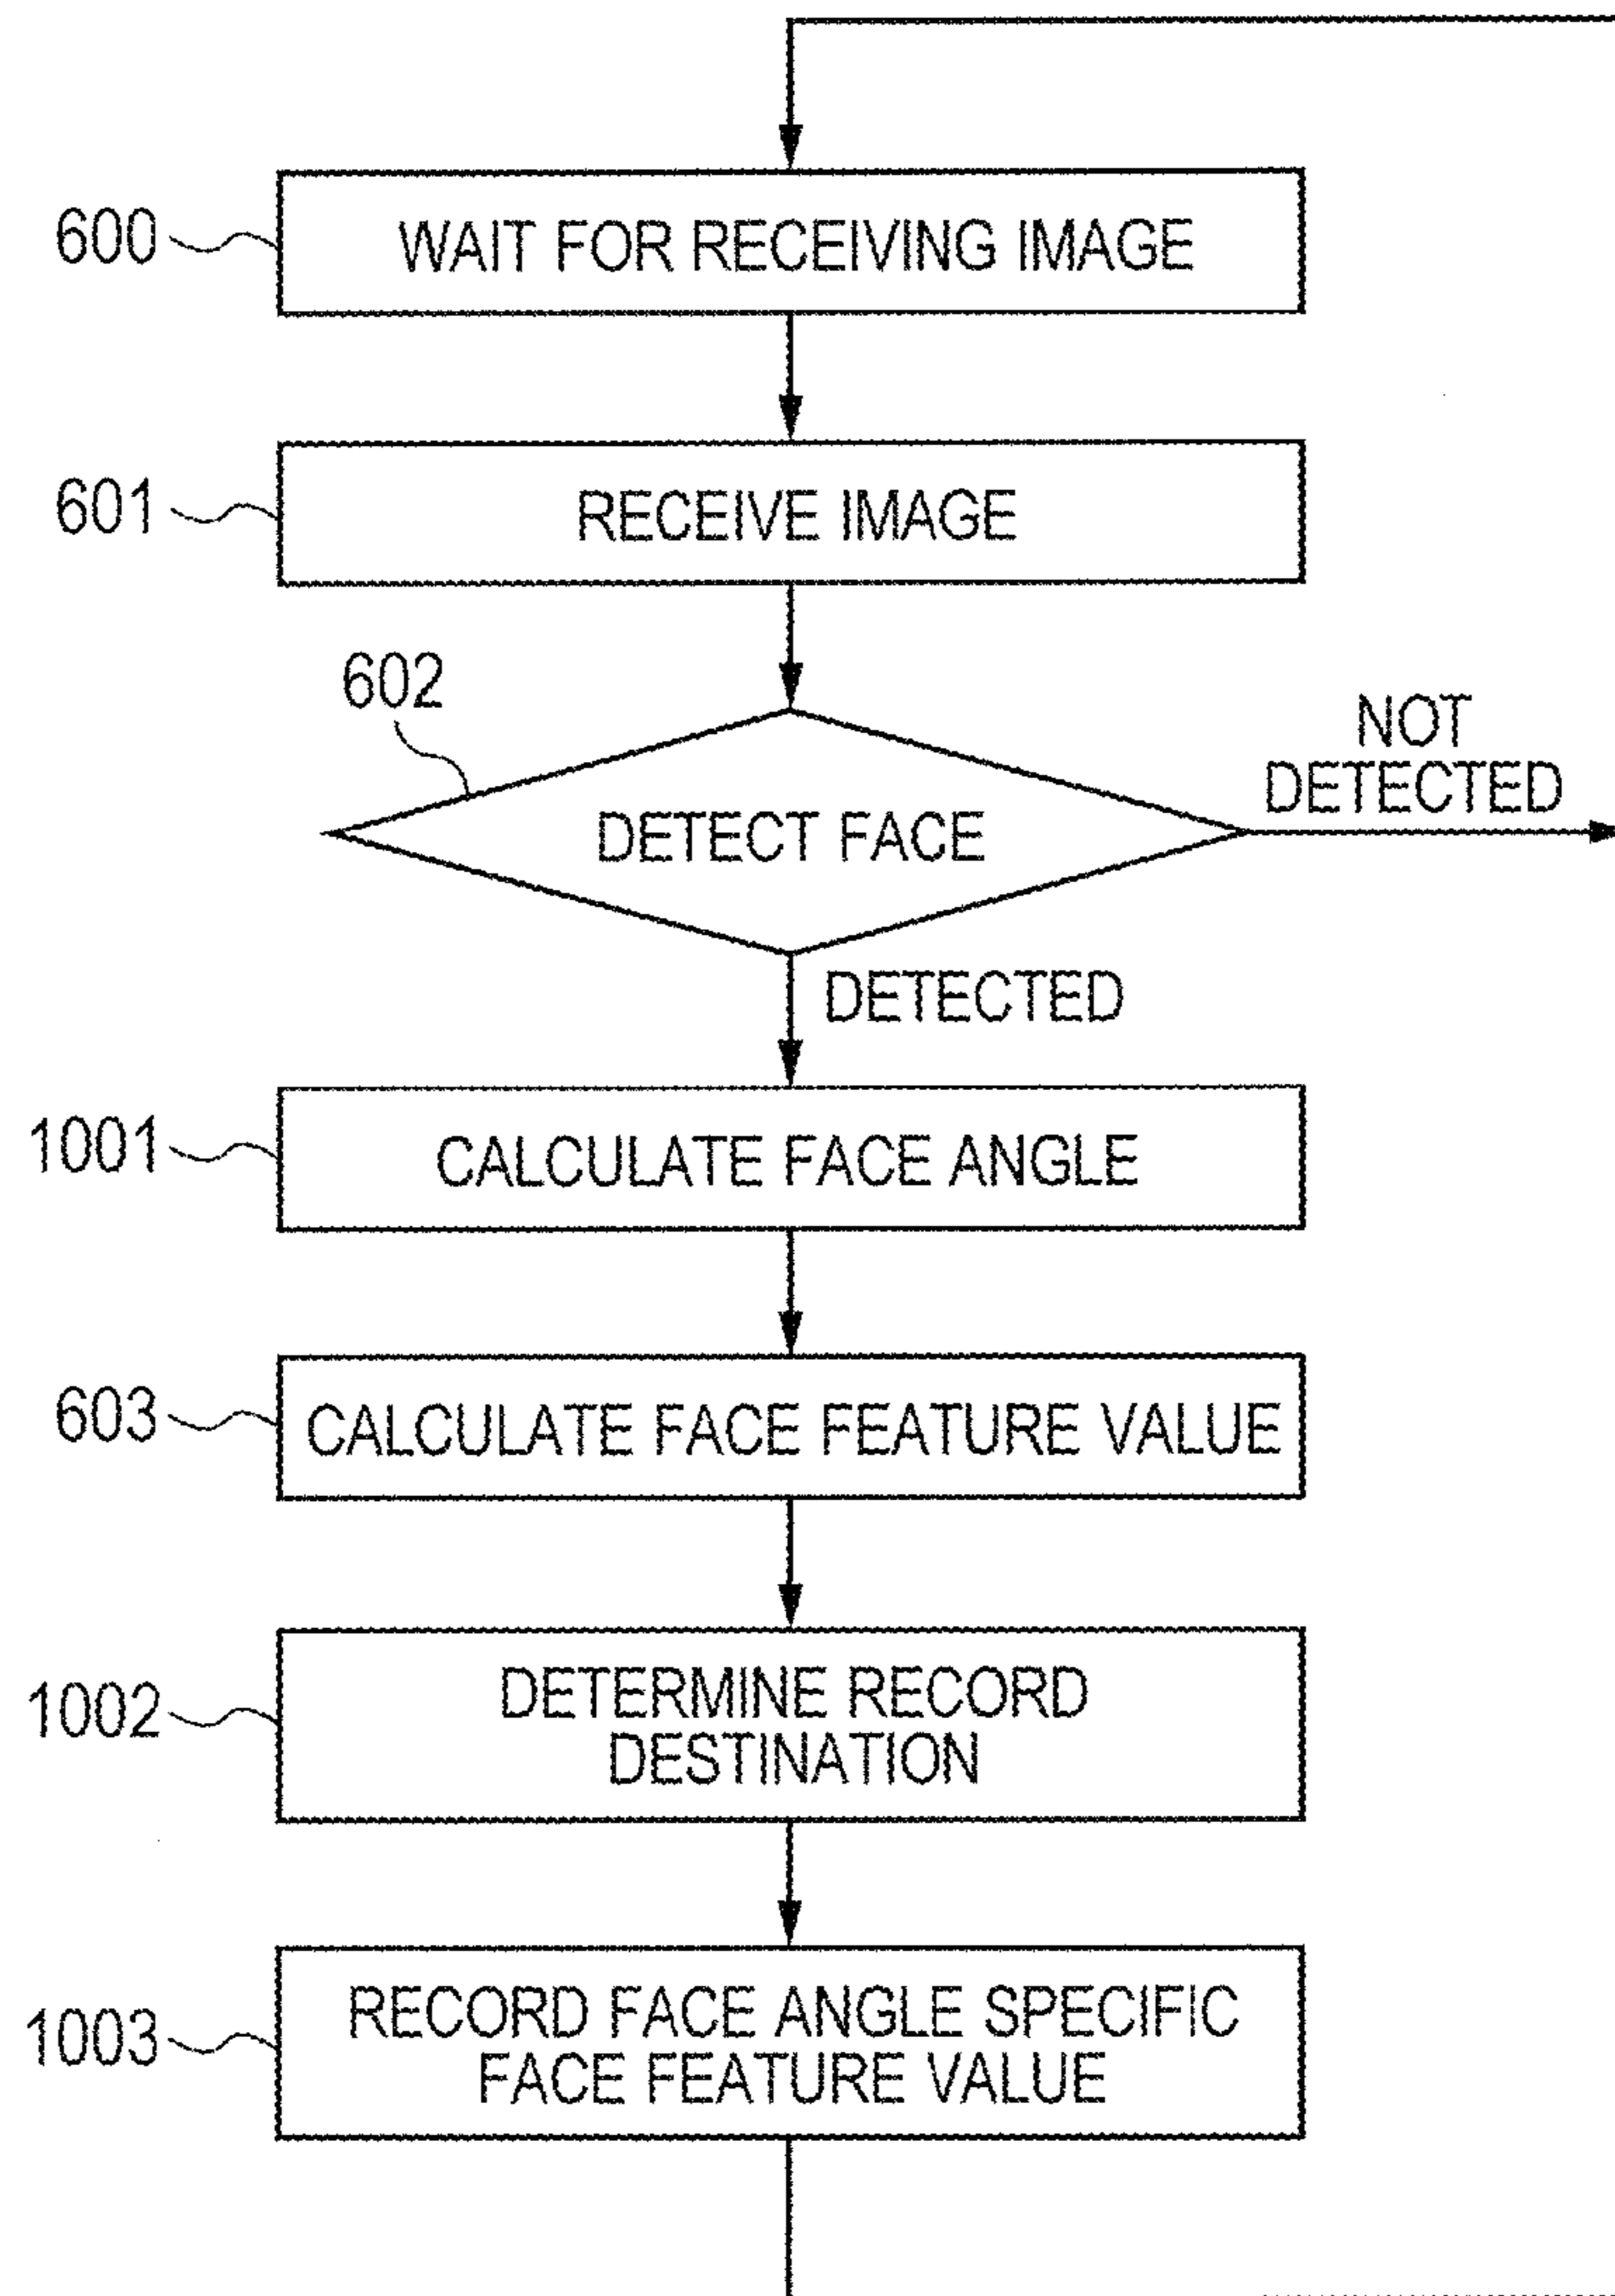 600
WAIT FOR RECEIVING IMAGE
601
RECEIVE IMAGE
602
DETECT FACE
NOT
DETECTED
DETECTED
1001
CALCULATE FACE ANGLE
603
CALCULATE FACE FEATURE VALUE
1002
DETERMINE RECORD
DESTINATION
1003
RECORD FACE ANGLE SPECIFIC
FACE FEATURE VALUE